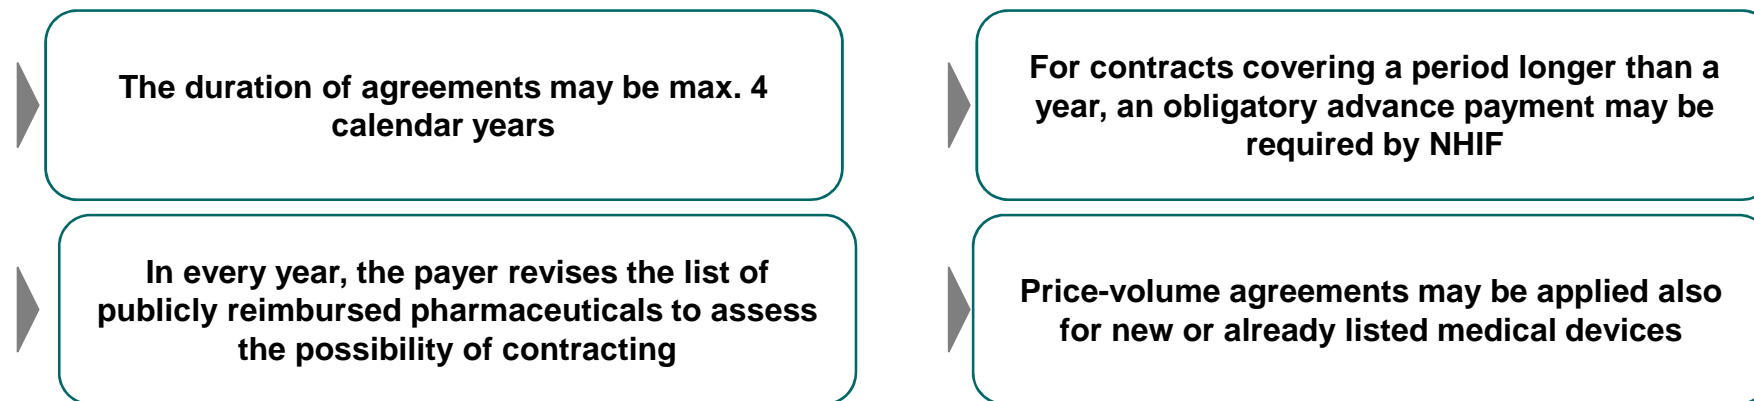 The duration of agreements may be max. 4
calendar years
For contracts covering a period longer than a
year, an obligatory advance payment may be
required by NHIF
In every year, the payer revises the list of
publicly reimbursed pharmaceuticals to assess
the possibility of contracting
Price-volume agreements may be applied also
for new or already listed medical devices